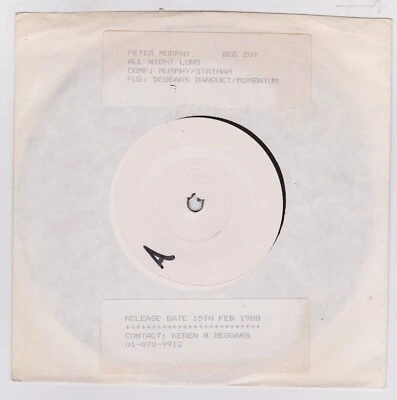 PETER MURPHY BEG 207
ALL NIGHT LONG
COMP: MURPHY/STATHAM
PUB: BEGGARS BANQUET/MOMENTUM
A
RELEASE DATE 15TH FEB 1988
++++++++++++++++++++++++++
CONTACT: KEREN @ BEGGARS
01-870-9912